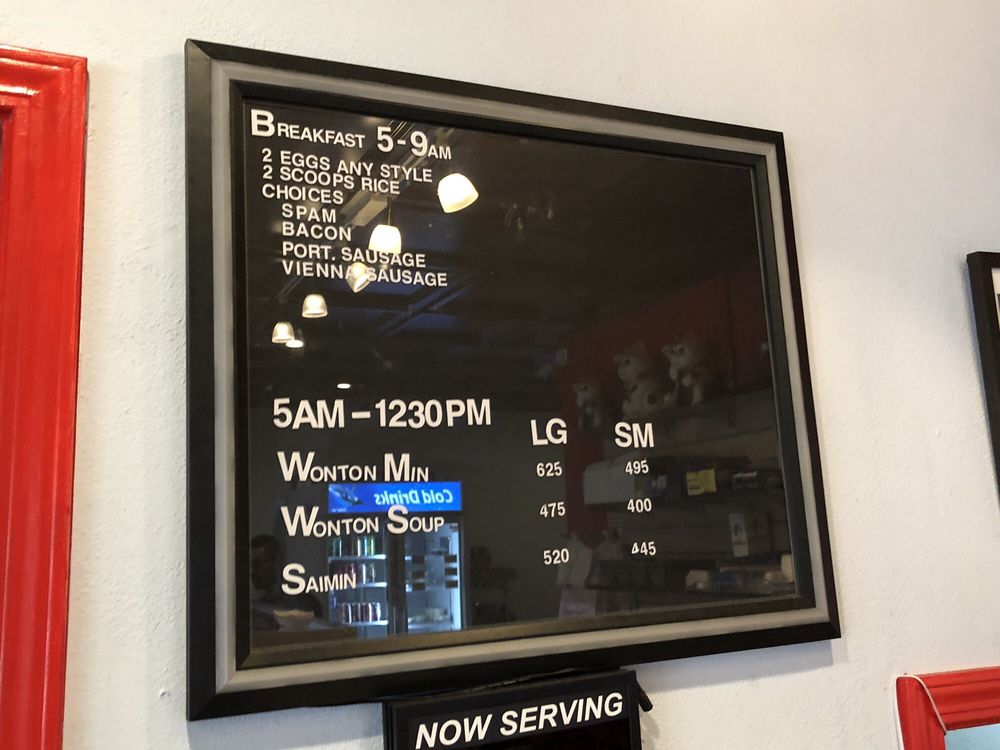 BREAKFAST 5-9AM
2 EGGS ANY STYLE
2 SCOOPS RICE
CHOICES
SPAM
BACON
PORT. SAUSAGE
VIENNA SAUSAGE
5AM-1230PM LG SM
WONTON MIN 625 495
WONTON SOUP 475 400
SAIMIN 520 445
Cold Drinks
NOW SERVING